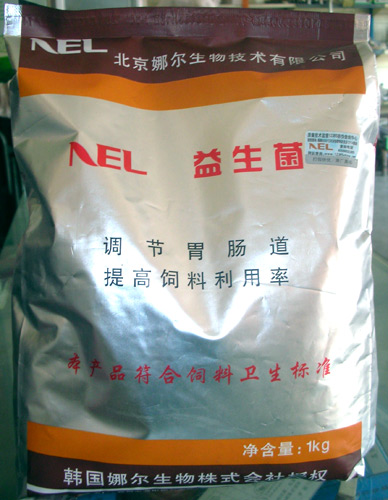 NEL 北京娜尔生物技术有限公司
NEL 益生菌
NEL
调节胃肠道
提高饲料利用率
本产品符合饲料卫生标准
净含量：1kg
韩国娜尔生物株式会社授权